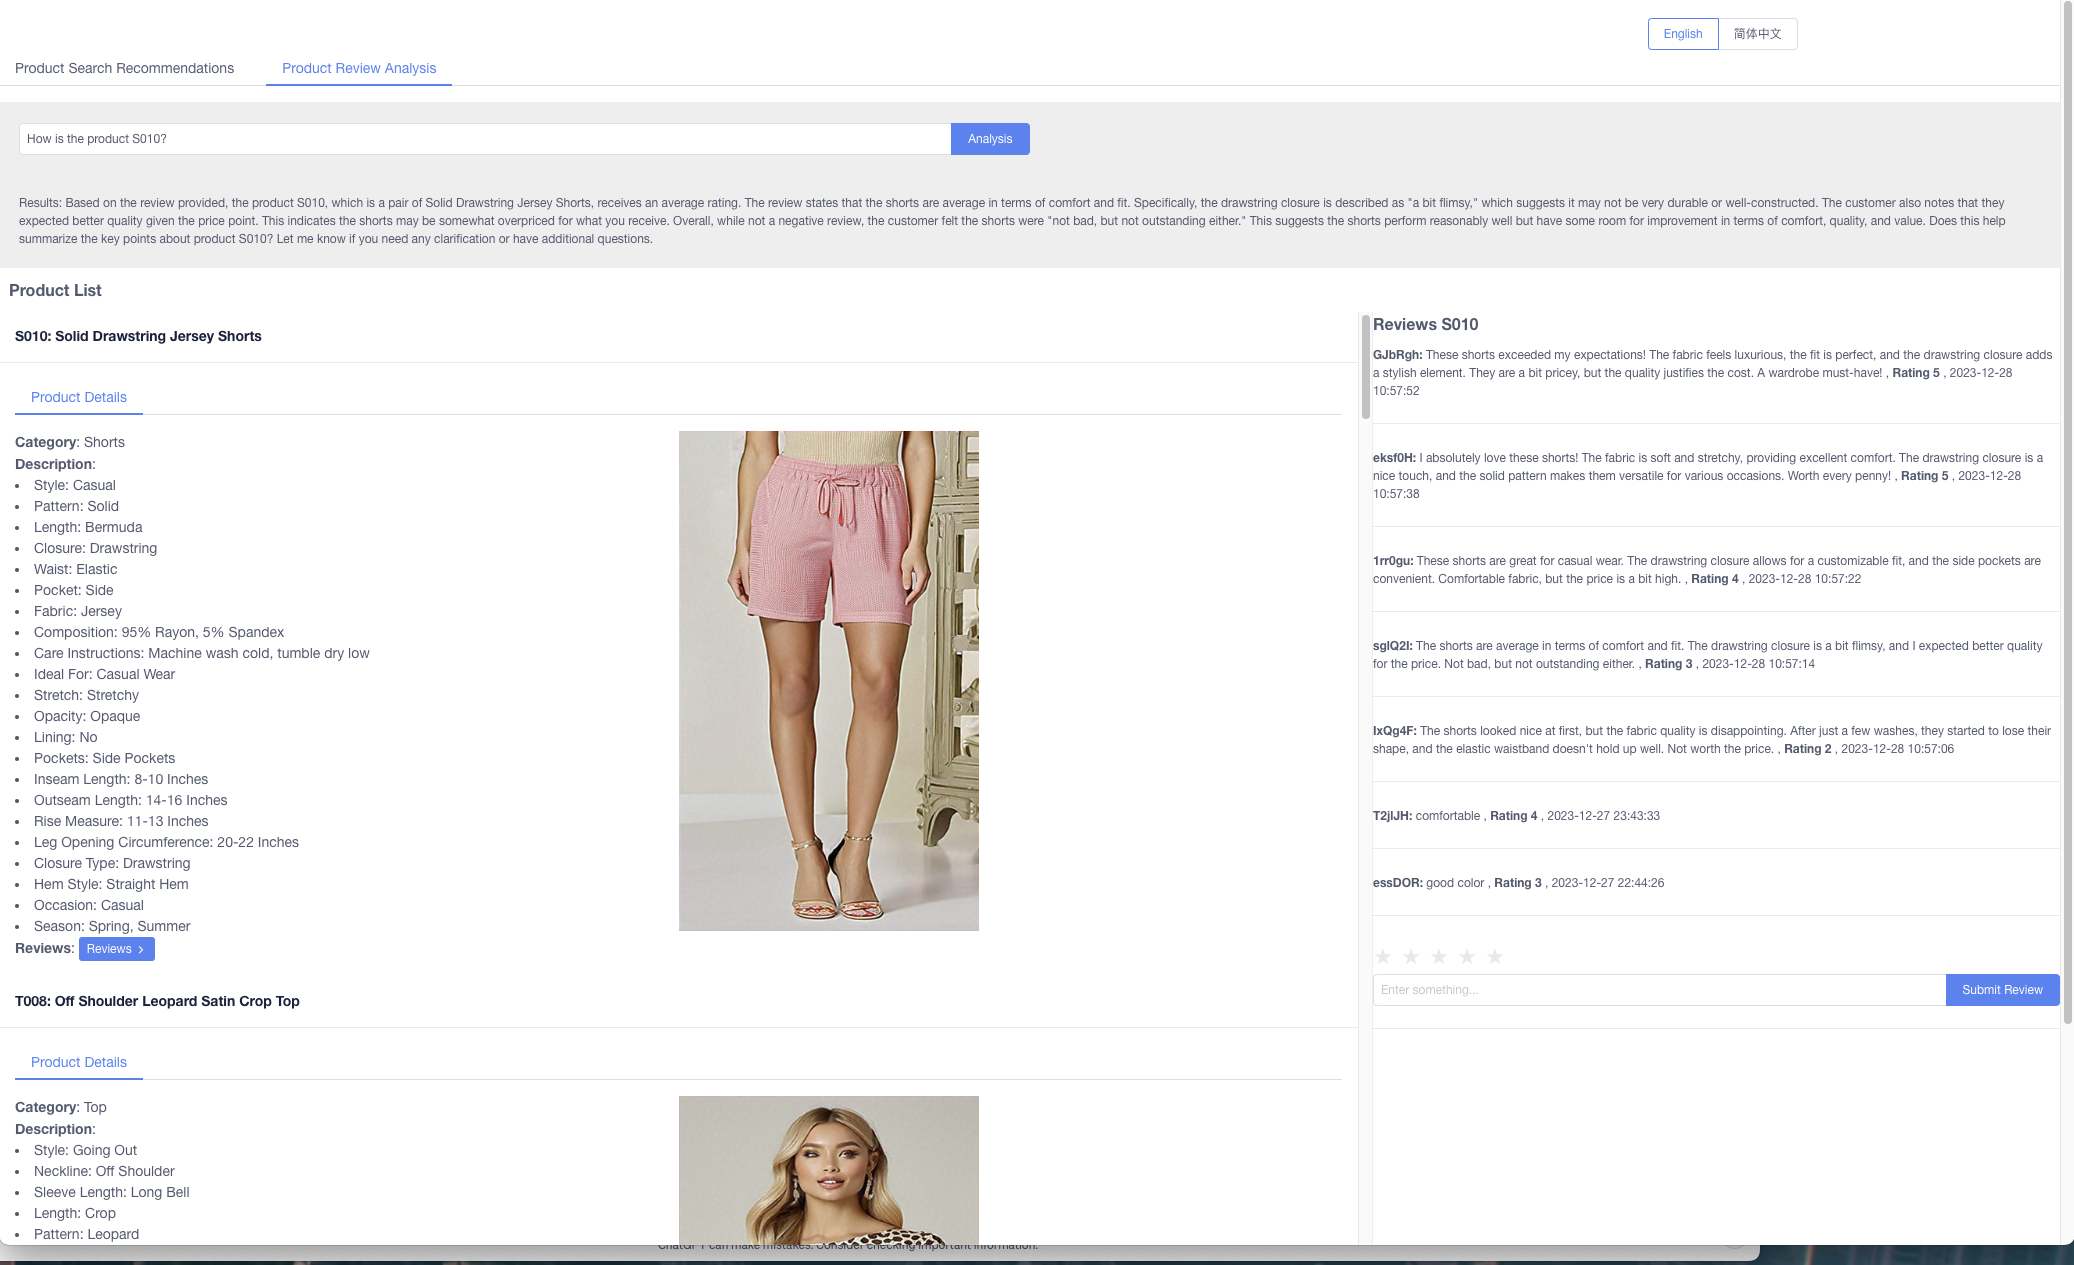 English 简体中文
Product Search Recommendations Product Review Analysis
How is the product S010? Analysis
Results: Based on the review provided, the product S010, which is a pair of Solid Drawstring Jersey Shorts, receives an average rating. The review states that the shorts are average in terms of comfort and fit. Specifically, the drawstring closure is described as "a bit flimsy," which suggests it may not be very durable or well-constructed. The customer also notes that they
expected better quality given the price point. This indicates the shorts may be somewhat overpriced for what you receive. Overall, while not a negative review, the customer felt the shorts were "not bad, but not outstanding either." This suggests the shorts perform reasonably well but have some room for improvement in terms of comfort, quality, and value. Does this help
summarize the key points about product S010? Let me know if you need any clarification or have additional questions.
Product List
S010: Solid Drawstring Jersey Shorts
Product Details
Category: Shorts
Description:
• Style: Casual
• Pattern: Solid
• Length: Bermuda
• Closure: Drawstring
• Waist: Elastic
• Pocket: Side
• Fabric: Jersey
• Composition: 95% Rayon, 5% Spandex
• Care Instructions: Machine wash cold, tumble dry low
• Ideal For: Casual Wear
• Stretch: Stretchy
• Opacity: Opaque
• Lining: No
• Pockets: Side Pockets
• Inseam Length: 8-10 Inches
• Outseam Length: 14-16 Inches
• Rise Measure: 11-13 Inches
• Leg Opening Circumference: 20-22 Inches
• Closure Type: Drawstring
• Hem Style: Straight Hem
• Occasion: Casual
• Season: Spring, Summer
Reviews: Reviews >
T008: Off Shoulder Leopard Satin Crop Top
Product Details
Category: Top
Description:
• Style: Going Out
• Neckline: Off Shoulder
• Sleeve Length: Long Bell
• Length: Crop
• Pattern: Leopard
Reviews S010
GJbRgh: These shorts exceeded my expectations! The fabric feels luxurious, the fit is perfect, and the drawstring closure adds
a stylish element. They are a bit pricey, but the quality justifies the cost. A wardrobe must-have! , Rating 5 , 2023-12-28
10:57:52
eksf0H: I absolutely love these shorts! The fabric is soft and stretchy, providing excellent comfort. The drawstring closure is a
nice touch, and the solid pattern makes them versatile for various occasions. Worth every penny! , Rating 5 , 2023-12-28
10:57:38
1rr0gu: These shorts are great for casual wear. The drawstring closure allows for a customizable fit, and the side pockets are
convenient. Comfortable fabric, but the price is a bit high. , Rating 4 , 2023-12-28 10:57:22
sglQ2I: The shorts are average in terms of comfort and fit. The drawstring closure is a bit flimsy, and I expected better quality
for the price. Not bad, but not outstanding either. , Rating 3 , 2023-12-28 10:57:14
IxQg4F: The shorts looked nice at first, but the fabric quality is disappointing. After just a few washes, they started to lose their
shape, and the elastic waistband doesn't hold up well. Not worth the price. , Rating 2 , 2023-12-28 10:57:06
T2jlJH: comfortable , Rating 4 , 2023-12-27 23:43:33
essDOR: good color , Rating 3 , 2023-12-27 22:44:26
Enter something... Submit Review
ChatGPT can make mistakes. Consider checking important information.